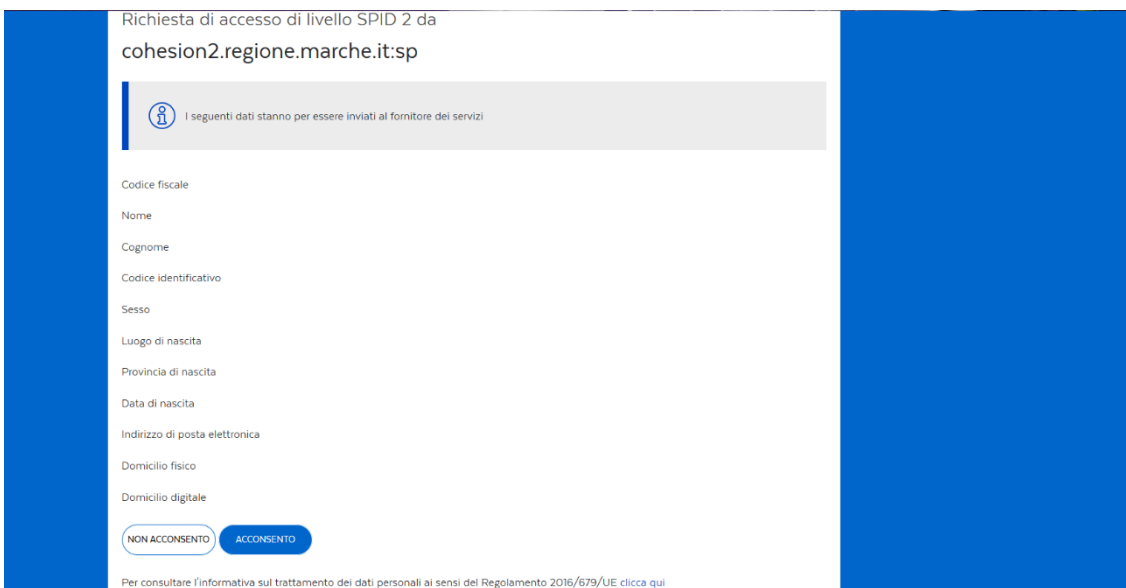 Richiesta di accesso di livello SPID 2 da
cohesion2.regione.marche.it:sp
I seguenti dati stanno per essere inviati al fornitore dei servizi
Codice fiscale
Nome
Cognome
Codice identificativo
Sesso
Luogo di nascita
Provincia di nascita
Data di nascita
Indirizzo di posta elettronica
Domicilio fisico
Domicilio digitale
NON ACCONSENTO ACCONSENTO
Per consultare l'informativa sul trattamento dei dati personali ai sensi del Regolamento 2016/679/UE clicca qui